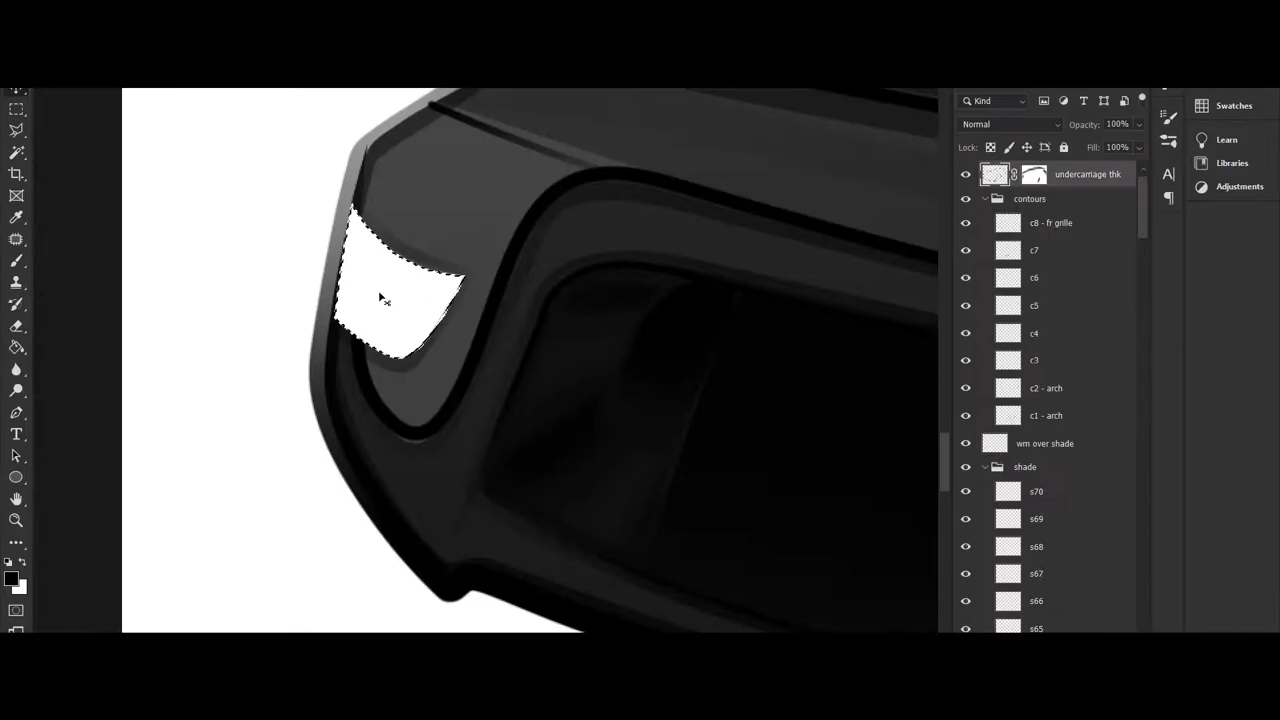 Kind
Normal
Opacity: 100%
Lock:
Fill: 100%
undercarriage thk
contours
c8 - fr grille
c7
c6
c5
c4
c3
c2 - arch
c1 - arch
wm over shade
shade
s70
s69
s68
s67
s66
s65
Swatches
Learn
Libraries
Adjustments